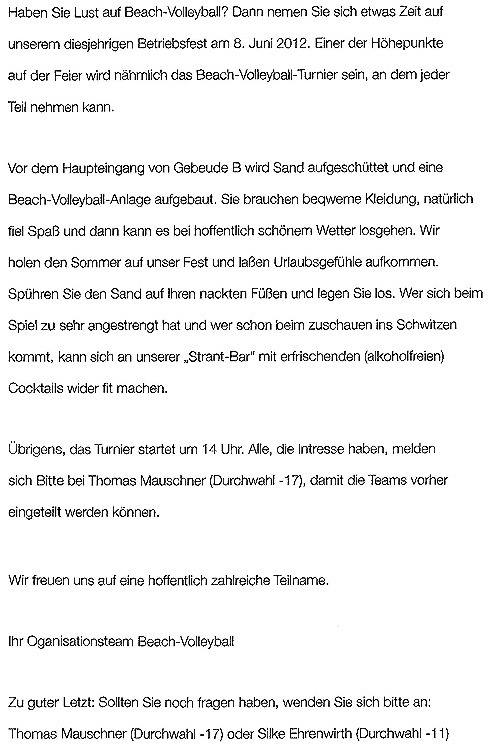 Haben Sie Lust auf Beach-Volleyball? Dann nemen Sie sich etwas Zeit auf
unserem diesjehrigen Betriebsfest am 8. Juni 2012. Einer der Höhepunkte
auf der Feier wird nähmlich das Beach-Volleyball-Turnier sein, an dem jeder
Teil nehmen kann.
Vor dem Haupteingang von Gebeude B wird Sand aufgeschüttet und eine
Beach-Volleyball-Anlage aufgebaut. Sie brauchen beqweme Kleidung, natürlich
fiel Spaß und dann kann es bei hoffentlich schönem Wetter losgehen. Wir
holen den Sommer auf unser Fest und laßen Urlaubsgefühle aufkommen.
Spühren Sie den Sand auf Ihren nackten Füßen und legen Sie los. Wer sich beim
Spiel zu sehr angestrengt hat und wer schon beim zuschauen ins Schwitzen
kommt, kann sich an unserer „Strant-Bar" mit erfrischenden (alkoholfreien)
Cocktails wider fit machen.
Übrigens, das Turnier startet um 14 Uhr. Alle, die Intresse haben, melden
sich Bitte bei Thomas Mauschner (Durchwahl -17), damit die Teams vorher
eingeteilt werden können.
Wir freuen uns auf eine hoffentlich zahlreiche Teilname.
Ihr Oganisationsteam Beach-Volleyball
Zu guter Letzt: Sollten Sie noch fragen haben, wenden Sie sich bitte an:
Thomas Mauschner (Durchwahl -17) oder Silke Ehrenwirth (Durchwahl -11)